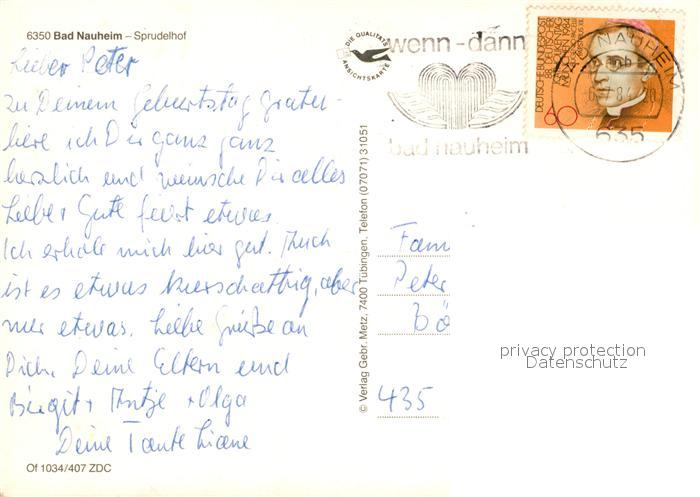 6350 Bad Nauheim – Sprudelhof
Lieber Peter
Zu Deinem Geburtstag gratu-
liere ich Dir ganz ganz
herzlich und wünsche Dir alles
Liebe + Gute
Ich erhole mich hier gut. Auch
ist es etwas kurschattig, aber
nur etwas. Liebe Grüße an
Dich, Deine Eltern und
Birgit + Antje + Olga
Deine Tante Liane
Of 1034/407 ZDC
© Verlag Gebr. Metz, 7400 Tübingen, Telefon (07071) 31051
DIE QUALITÄTS
ANSICHTSKARTE
wenn-dann
bad nauheim
DEUTSCHE BUNDESPOST
60
NAUHEIM
635
Fam
Peter
Bö
435
privacy protection
Datenschutz